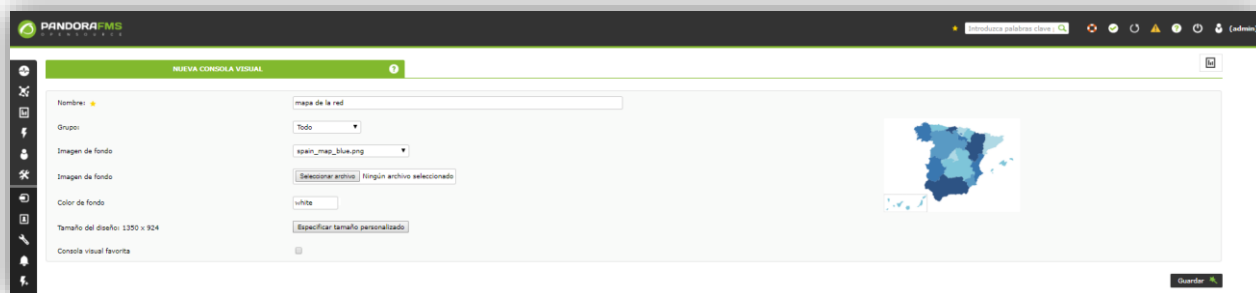 PANDORAFMS
OPENSOURCE
Introduzca palabras clave
(admin)
NUEVA CONSOLA VISUAL
Nombre:
mapa de la red
Grupo:
Todo
Imagen de fondo
spain_map_blue.png
Imagen de fondo
Seleccionar archivo Ningún archivo seleccionado
Color de fondo
white
Tamaño del diseño: 1350 x 924
Especificar tamaño personalizado
Consola visual favorita
Guardar